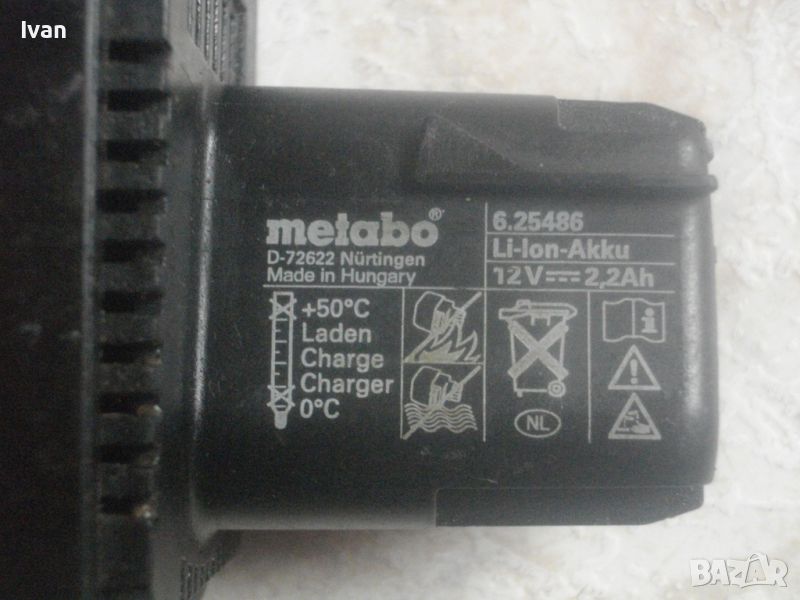 Ivan
metabo®
D-72622 Nürtingen
Made in Hungary
6.25486
Li-Ion-Akku
12V⎓2,2Ah
+50°C
Laden
Charge
Charger
0°C
NL
BAZAR